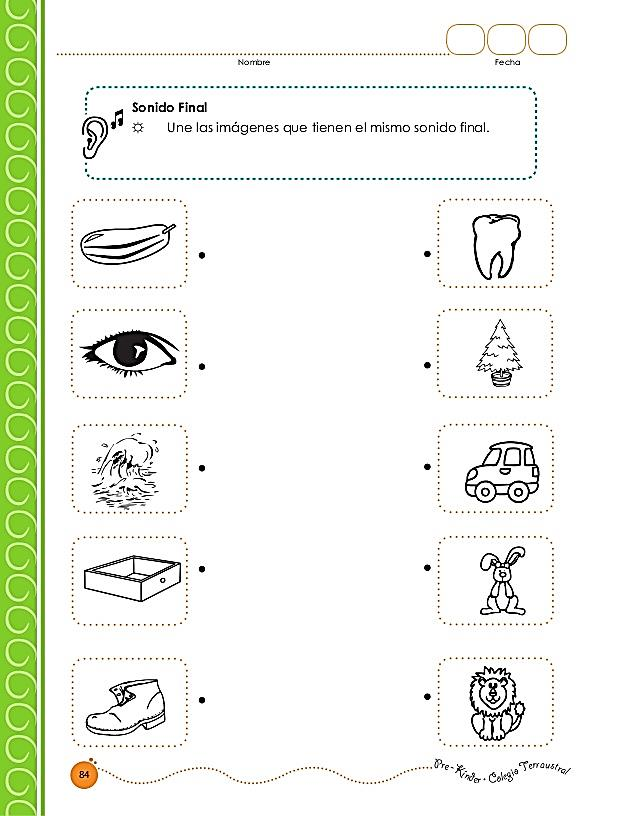 Nombre
Fecha
Sonido Final
Une las imágenes que tienen el mismo sonido final.
84
Pre-Kinder • Colegio Terraustral